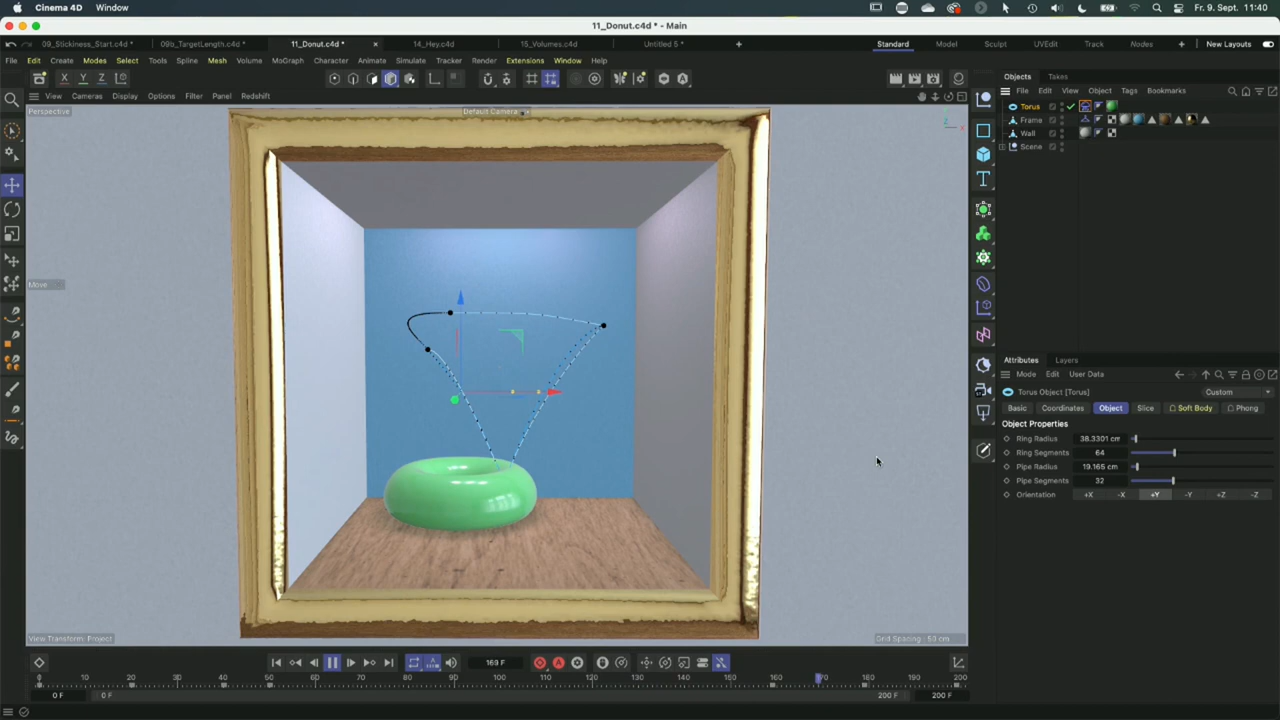 Cinema 4D Window Fr. 9. Sept. 11:40
11_Donut.c4d * - Main
09_Stickiness_Start.c4d * 09b_TargetLength.c4d * 11_Donut.c4d * 14_Hey.c4d 15_Volumes.c4d Untitled 5 * Standard Model Sculpt UVEdit Track Nodes New Layouts
File Edit Create Modes Select Tools Spline Mesh Volume MoGraph Character Animate Simulate Tracker Render Extensions Window Help
X Y Z
View Cameras Display Options Filter Panel Redshift
Perspective Default Camera
Move
View Transform: Project Grid Spacing : 50 cm
Objects Takes
File Edit View Object Tags Bookmarks
Torus
Frame
Wall
Scene
Attributes Layers
Mode Edit User Data
Torus Object [Torus] Custom
Basic Coordinates Object Slice Soft Body Phong
Object Properties
Ring Radius 38.3301 cm
Ring Segments 64
Pipe Radius 19.165 cm
Pipe Segments 32
Orientation +X -X +Y -Y +Z -Z
169 F
0 10 20 30 40 50 60 70 80 90 100 110 120 130 140 150 160 170 180 190 200
0 F 0 F 200 F 200 F